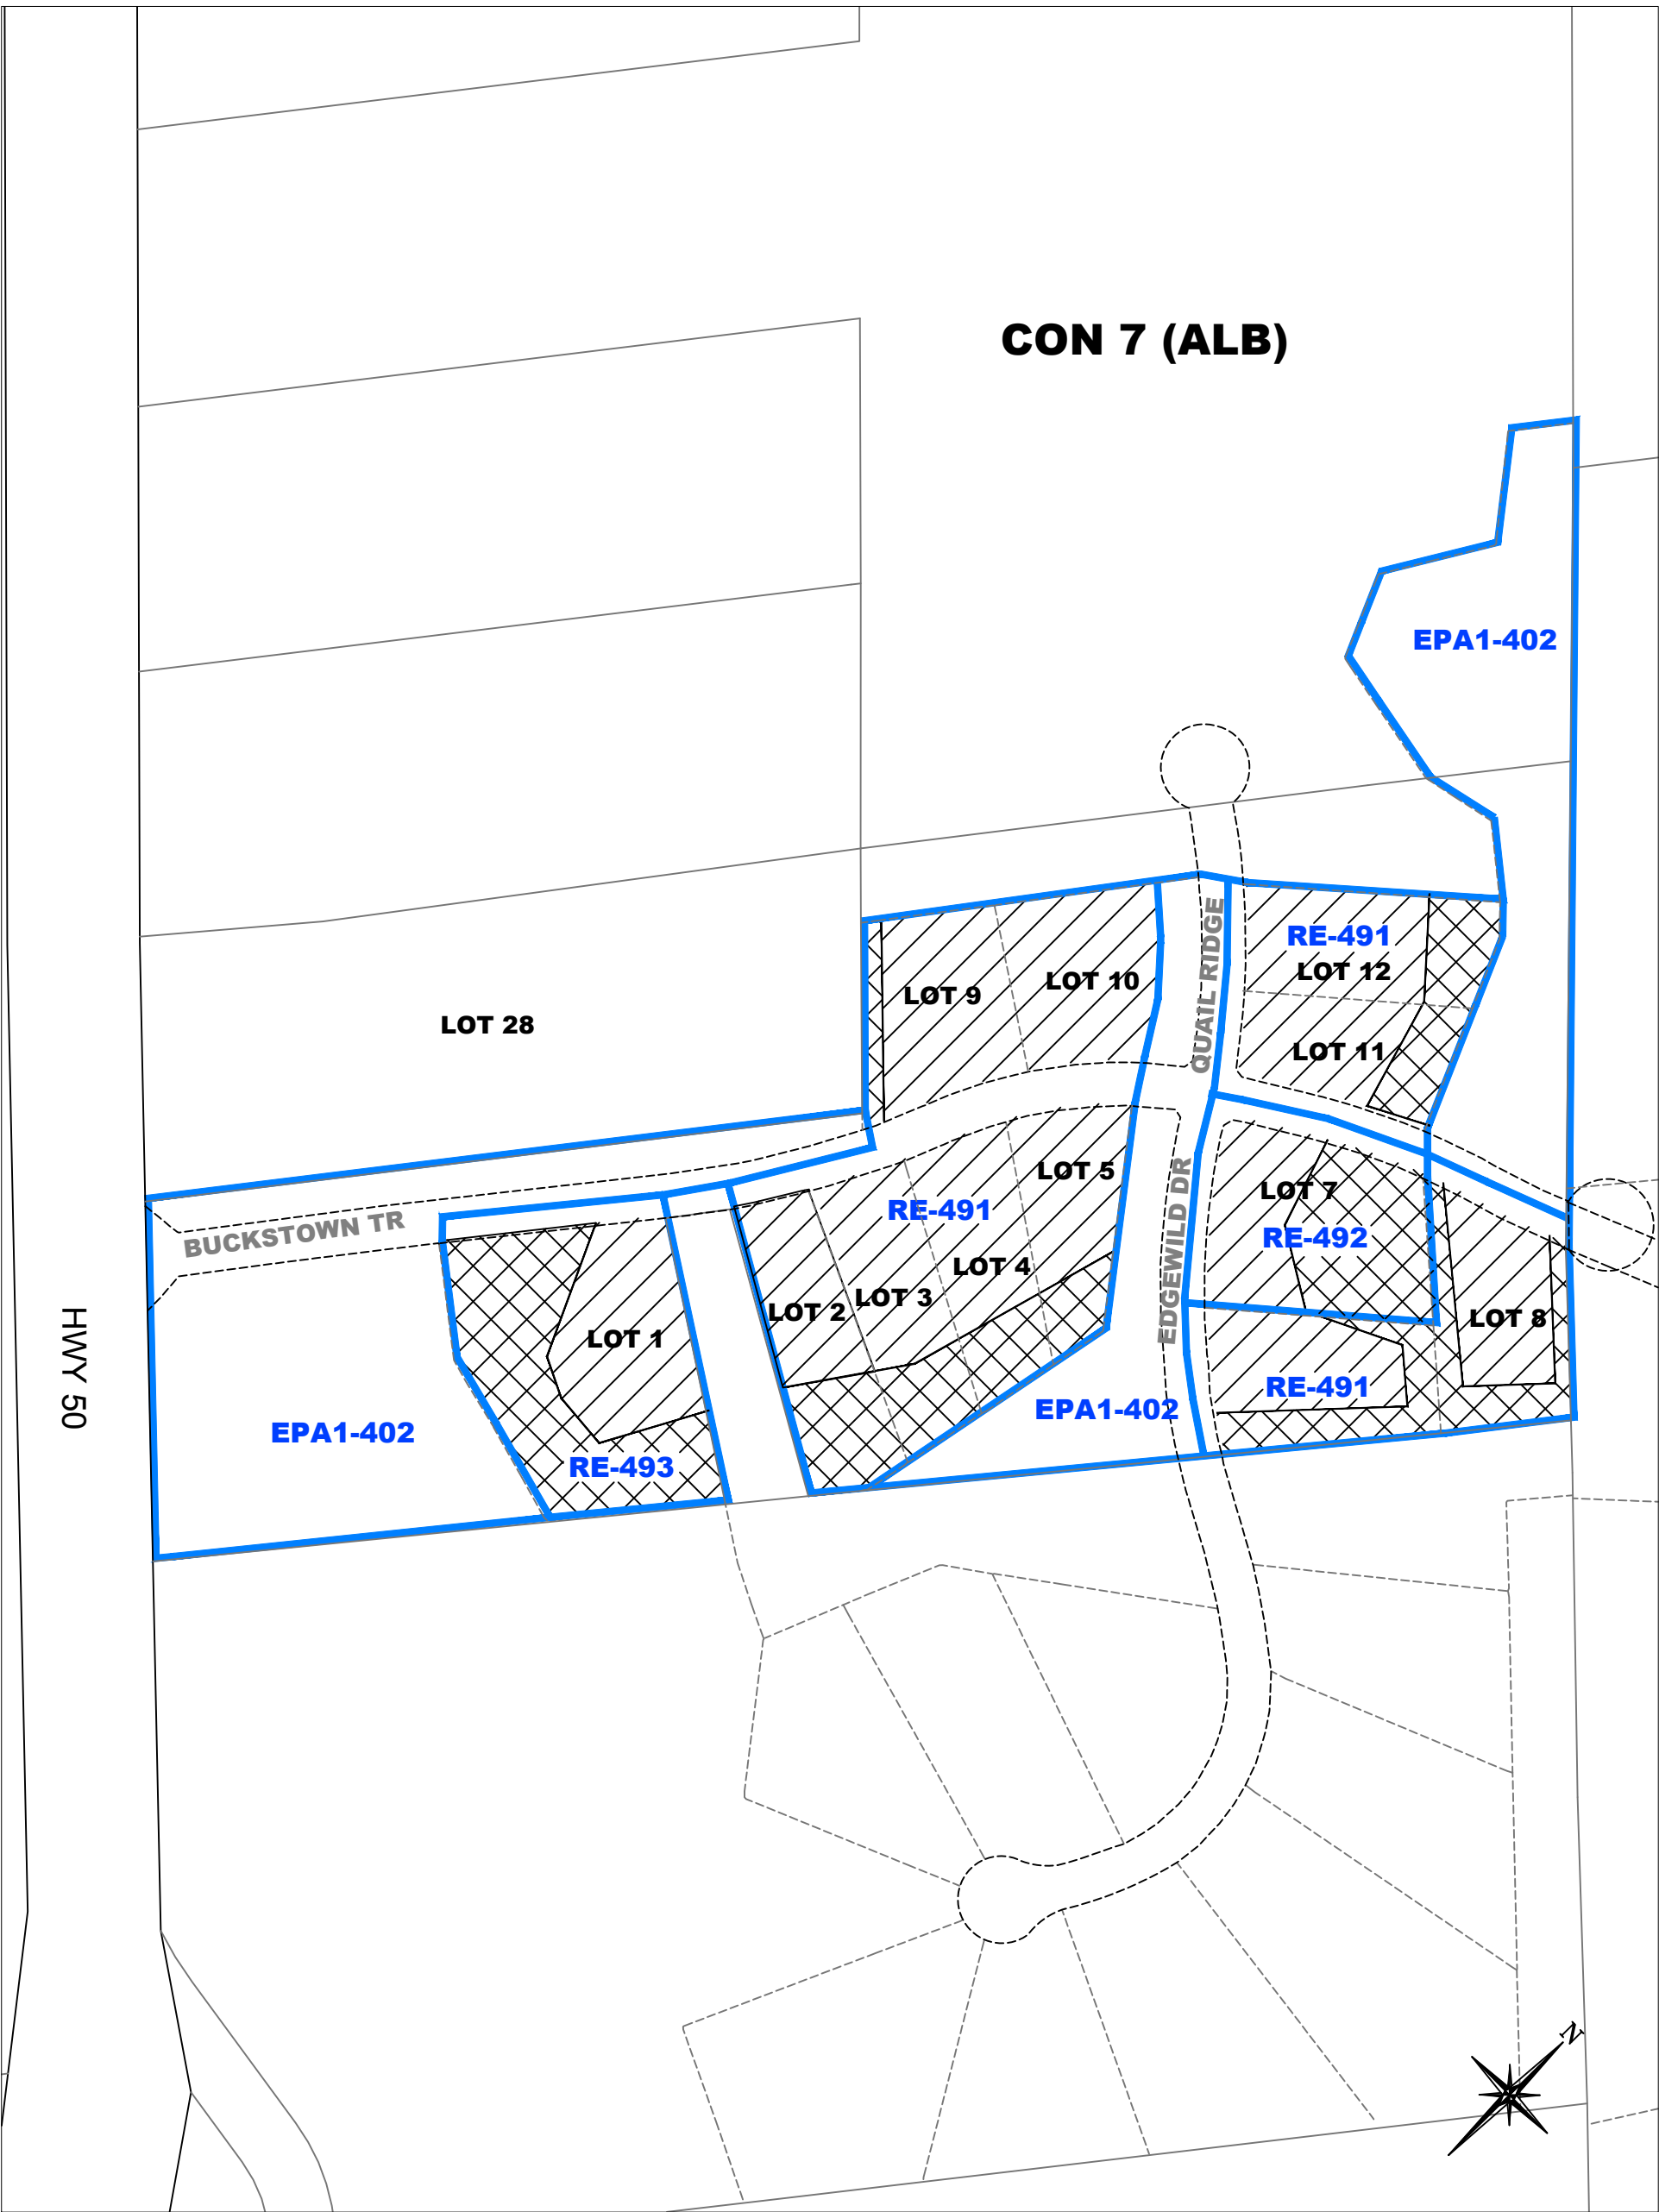 CON 7 (ALB)
EPA1-402
RE-491
LOT 12
LOT 10
LOT 9
QUAIL RIDGE
LOT 28
LOT 11
LOT 5
LOT 7
RE-491
BUCKSTOWN TR
RE-492
EDGEWILD DR
LOT 4
LOT 3
LOT 2
LOT 8
LOT 1
HWY 50
RE-491
EPA1-402
EPA1-402
RE-493
N